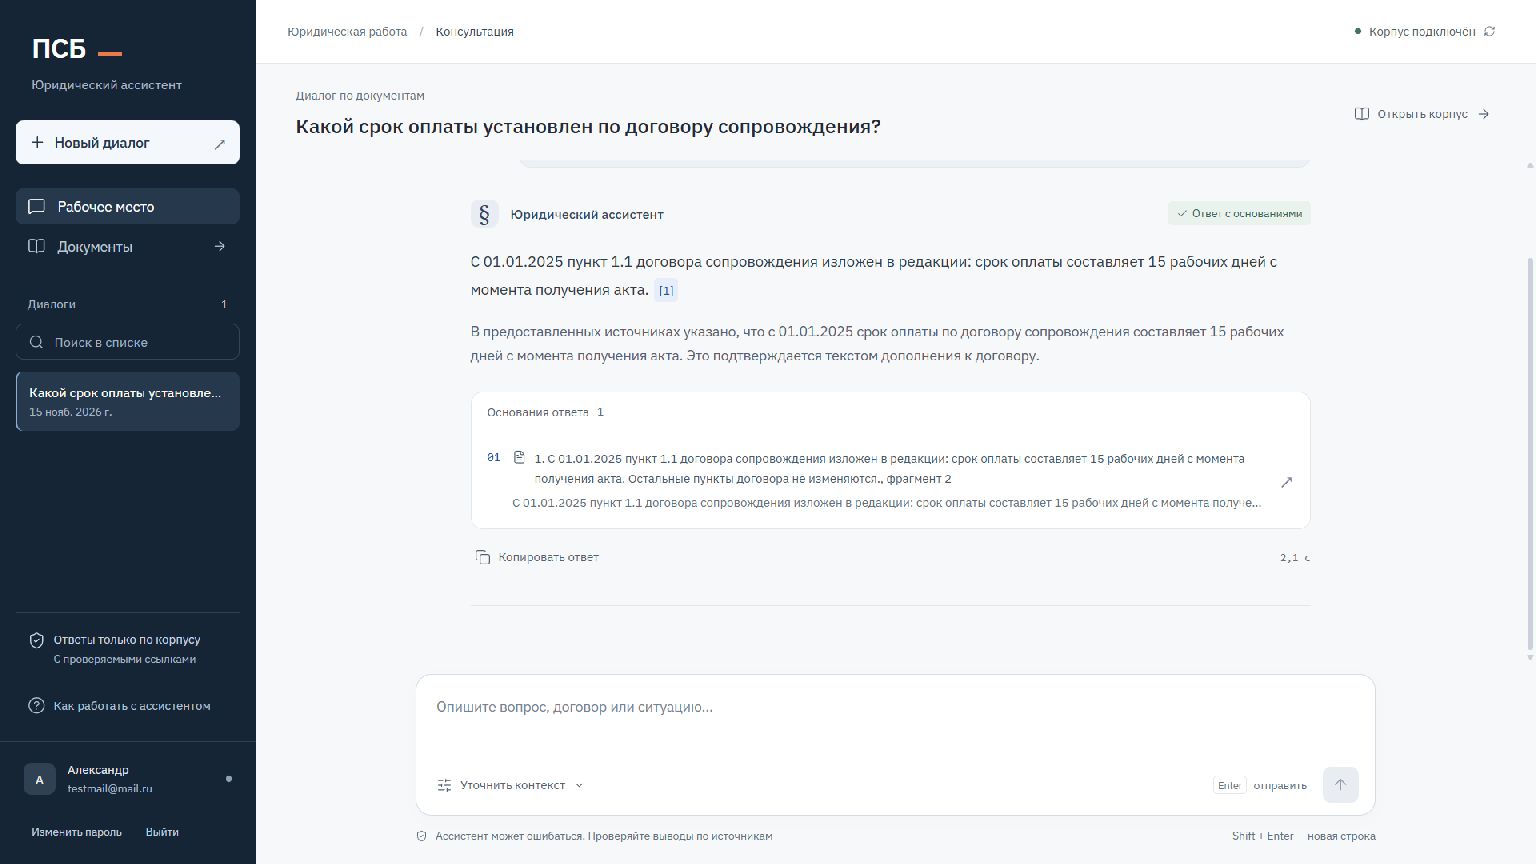 ПСБ
Юридический ассистент
Новый диалог
Рабочее место
Документы
Диалоги 1
Поиск в списке
Какой срок оплаты установле...
15 нояб. 2026 г.
Ответы только по корпусу
С проверяемыми ссылками
Как работать с ассистентом
А
Александр
testmail@mail.ru
Изменить пароль Выйти
Юридическая работа / Консультация
Корпус подключён
Диалог по документам
Какой срок оплаты установлен по договору сопровождения?
Открыть корпус
§ Юридический ассистент
Ответ с основаниями
С 01.01.2025 пункт 1.1 договора сопровождения изложен в редакции: срок оплаты составляет 15 рабочих дней с
момента получения акта. [1]
В предоставленных источниках указано, что с 01.01.2025 срок оплаты по договору сопровождения составляет 15 рабочих
дней с момента получения акта. Это подтверждается текстом дополнения к договору.
Основания ответа 1
01 1. С 01.01.2025 пункт 1.1 договора сопровождения изложен в редакции: срок оплаты составляет 15 рабочих дней с момента
получения акта. Остальные пункты договора не изменяются., фрагмент 2
С 01.01.2025 пункт 1.1 договора сопровождения изложен в редакции: срок оплаты составляет 15 рабочих дней с момента получе...
Копировать ответ
2,1 с
Опишите вопрос, договор или ситуацию...
Уточнить контекст
Enter отправить
Ассистент может ошибаться. Проверяйте выводы по источникам
Shift + Enter новая строка